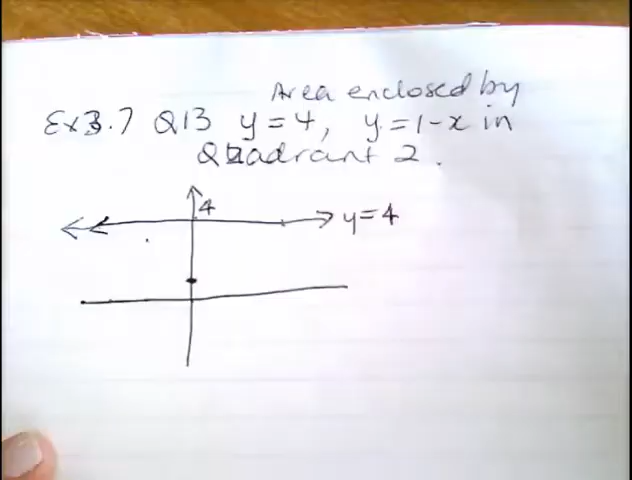 Area enclosed by
Ex3.7 Q13 y=4, y=1-x in
Quadrant 2.
4
y=4